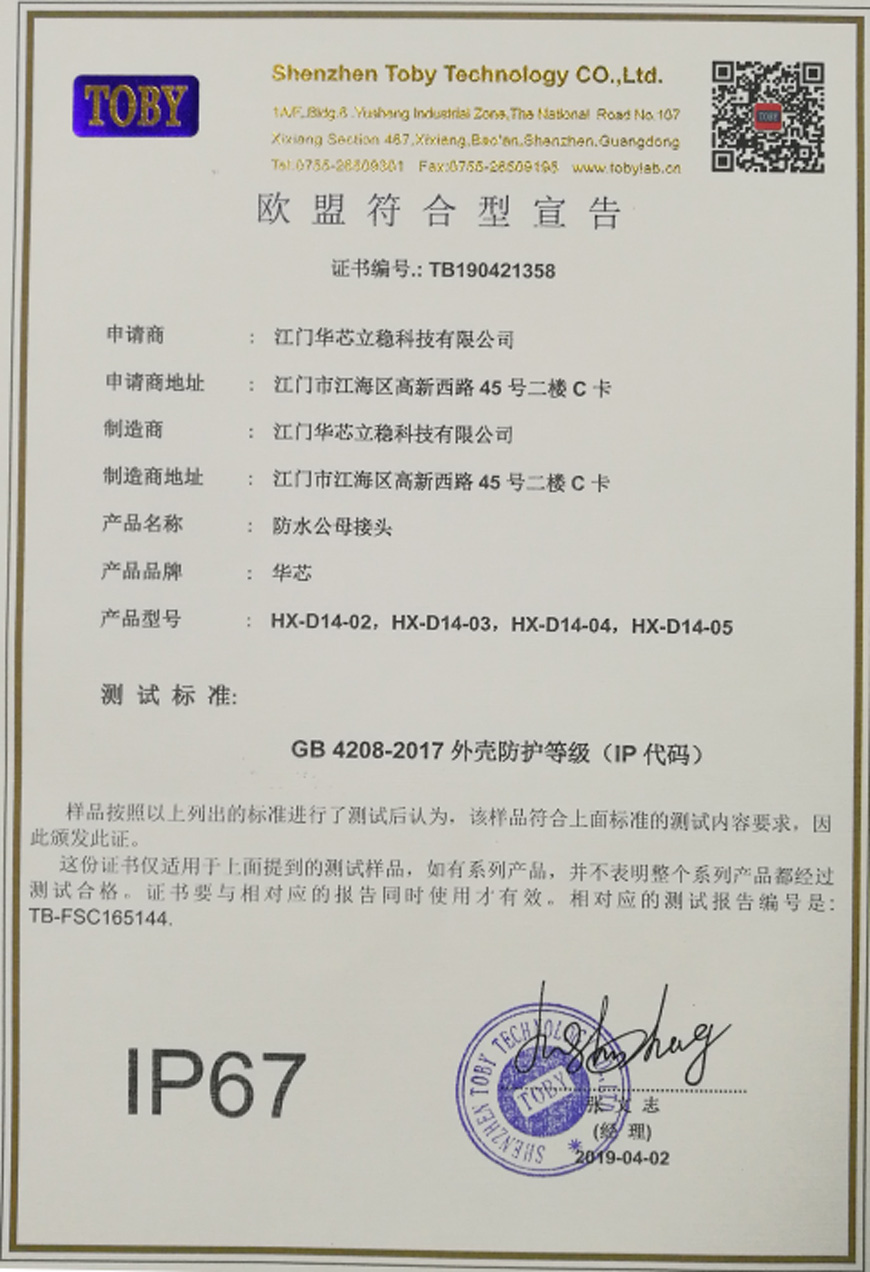 TOBY
Shenzhen Toby Technology CO.,Ltd.
1A/F.,Bldg.6 ,Yusheng Industrial Zone,The National Road No.107
Xixiang Section 467,Xixiang,Bao'an,Shenzhen,Guangdong
Tel:0755-26509301 Fax:0755-26509195 www.tobylab.cn
TOBY
欧盟符合型宣告
证书编号.: TB190421358
申请商 : 江门华芯立稳科技有限公司
申请商地址 : 江门市江海区高新西路 45 号二楼 C 卡
制造商 : 江门华芯立稳科技有限公司
制造商地址 : 江门市江海区高新西路 45 号二楼 C 卡
产品名称 : 防水公母接头
产品品牌 : 华芯
产品型号 : HX-D14-02，HX-D14-03，HX-D14-04，HX-D14-05
测试标准:
GB 4208-2017 外壳防护等级（IP 代码）
样品按照以上列出的标准进行了测试后认为，该样品符合上面标准的测试内容要求，因
此颁发此证。
这份证书仅适用于上面提到的测试样品，如有系列产品，并不表明整个系列产品都经过
测试合格。证书要与相对应的报告同时使用才有效。相对应的测试报告编号是:
TB-FSC165144.
IP67
SHENZHEN TOBY TECHNOLOGY CO.,LTD
TOBY
张文志
(经 理)
2019-04-02